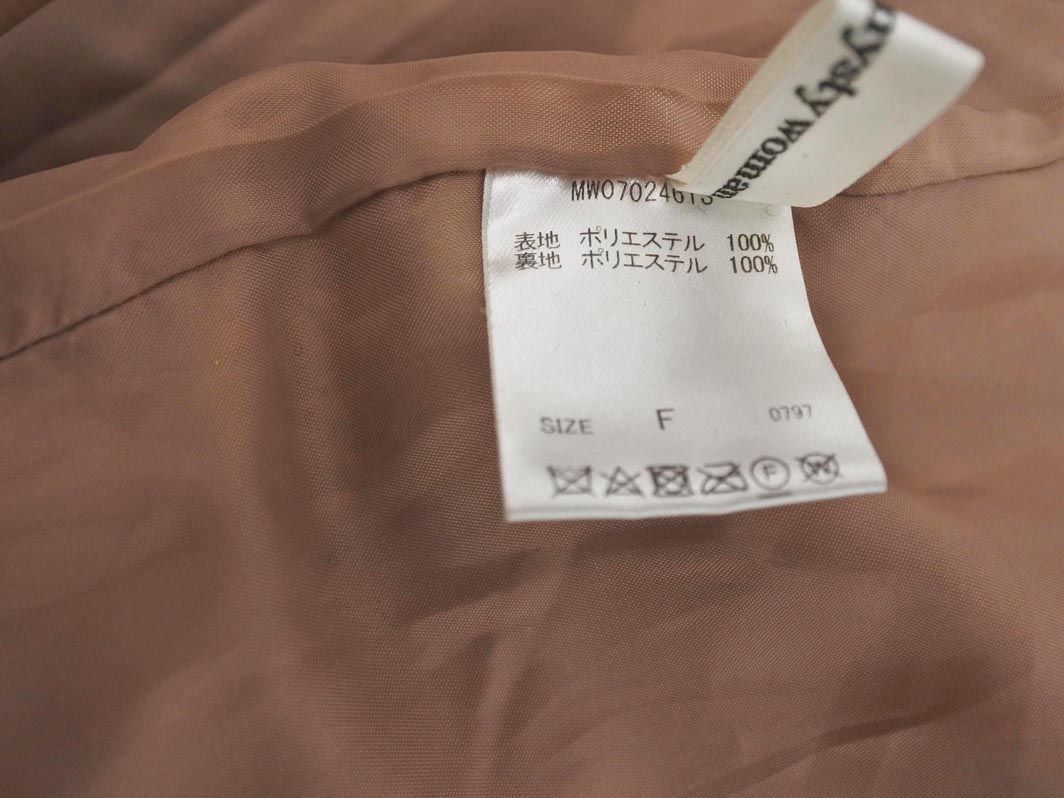 woman
表地 ポリエステル 100%
裏地 ポリエステル 100%
SIZE F 0797
F
W